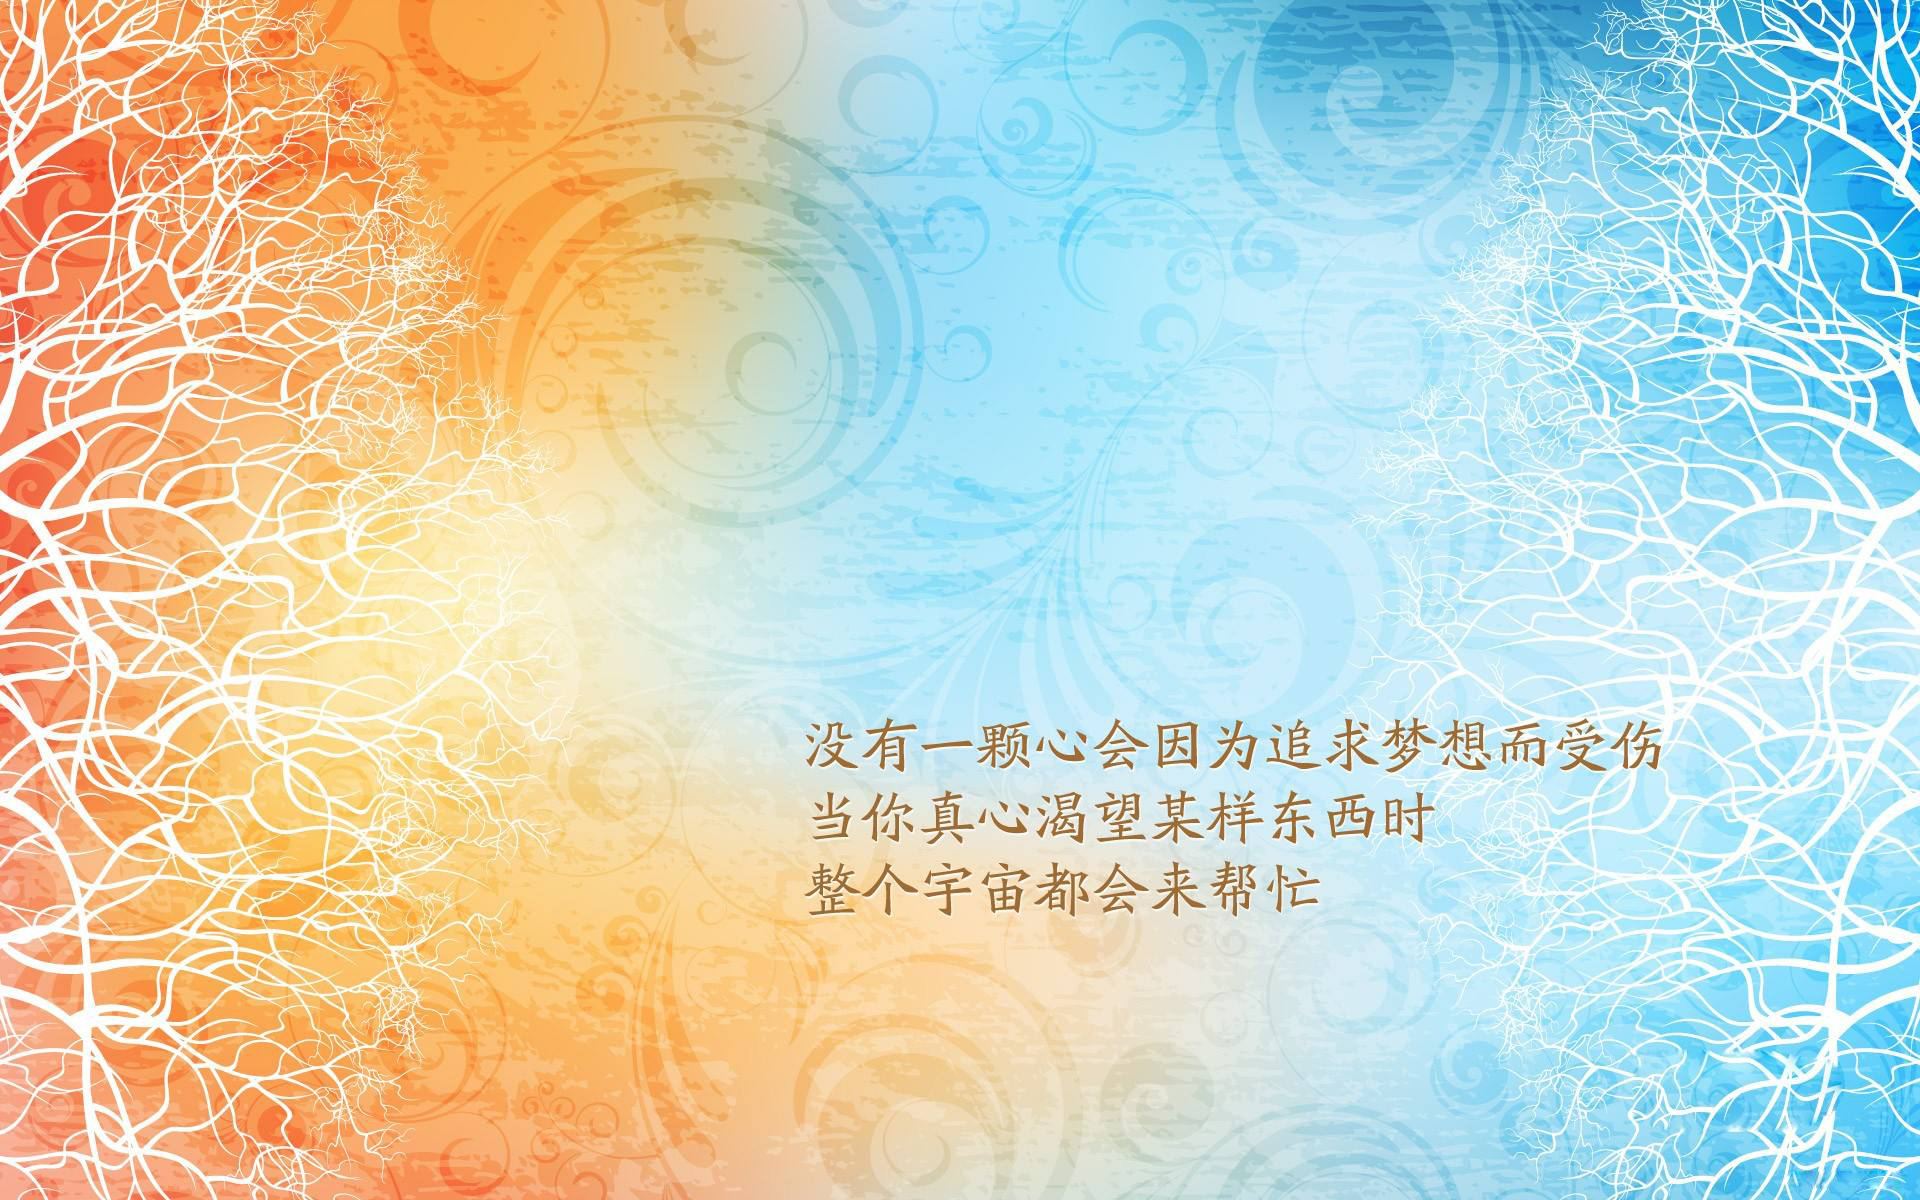 没有一颗心会因为追求梦想而受伤
当你真心渴望某样东西时
整个宇宙都会来帮忙